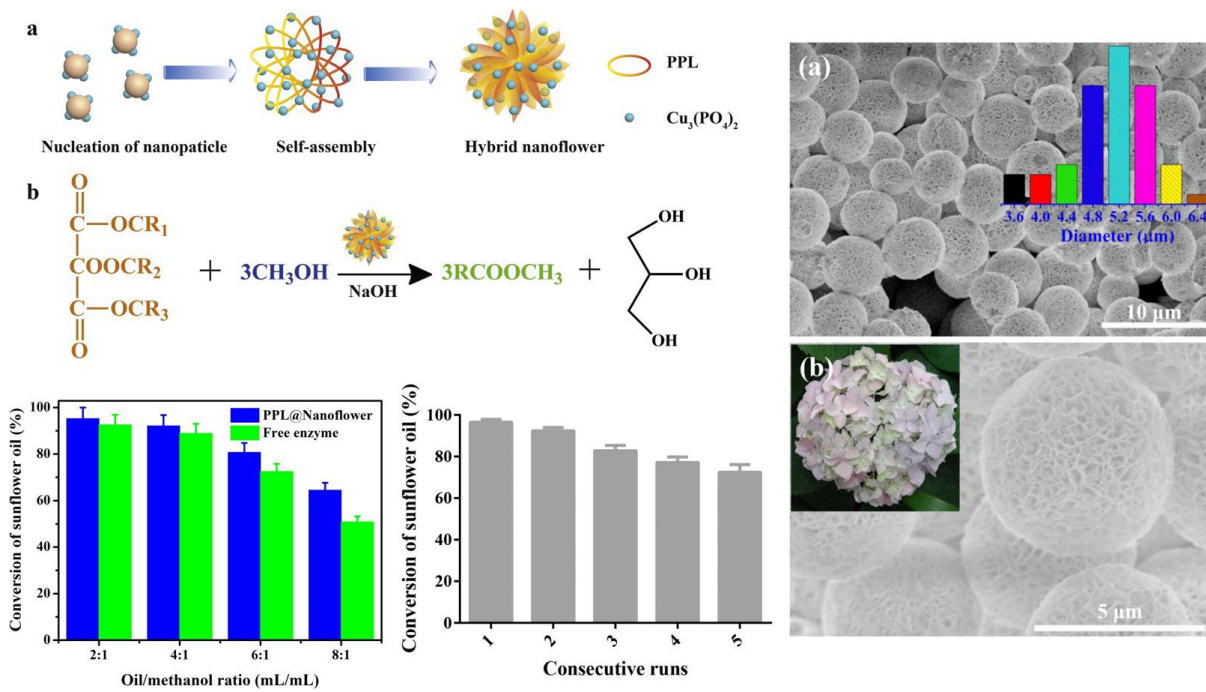 a
PPL
Cu₃(PO₄)₂
Nucleation of nanopaticle
Self-assembly
Hybrid nanoflower
b
O
C—OCR₁
C—OOCR₂
C—OCR₃
O
+
3CH₃OH
NaOH
3RCOOCH₃
+
OH
OH
OH
Conversion of sunflower oil (%)
100
80
60
40
20
0
PPL@Nanoflower
Free enzyme
2:1
4:1
6:1
8:1
Oil/methanol ratio (mL/mL)
Conversion of sunflower oil (%)
100
80
60
40
20
0
1
2
3
4
5
Consecutive runs
(a)
3.6 4.0 4.4 4.8 5.2 5.6 6.0 6.4
Diameter (μm)
10 μm
(b)
5 μm